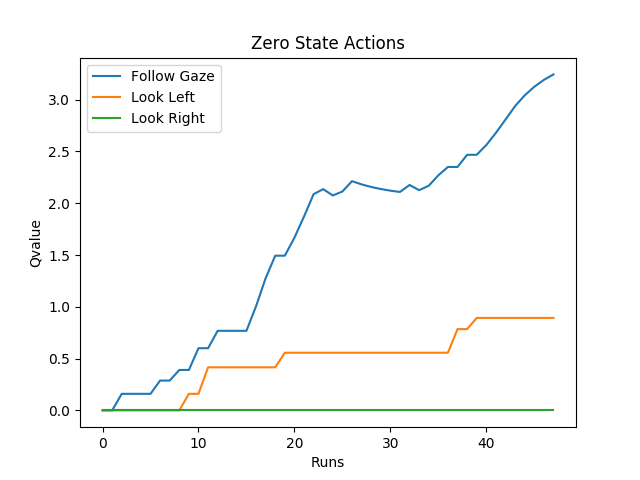 Zero State Actions
Follow Gaze
Look Left
Look Right
Qvalue
3.0
2.5
2.0
1.5
1.0
0.5
0.0
0 10 20 30 40
Runs